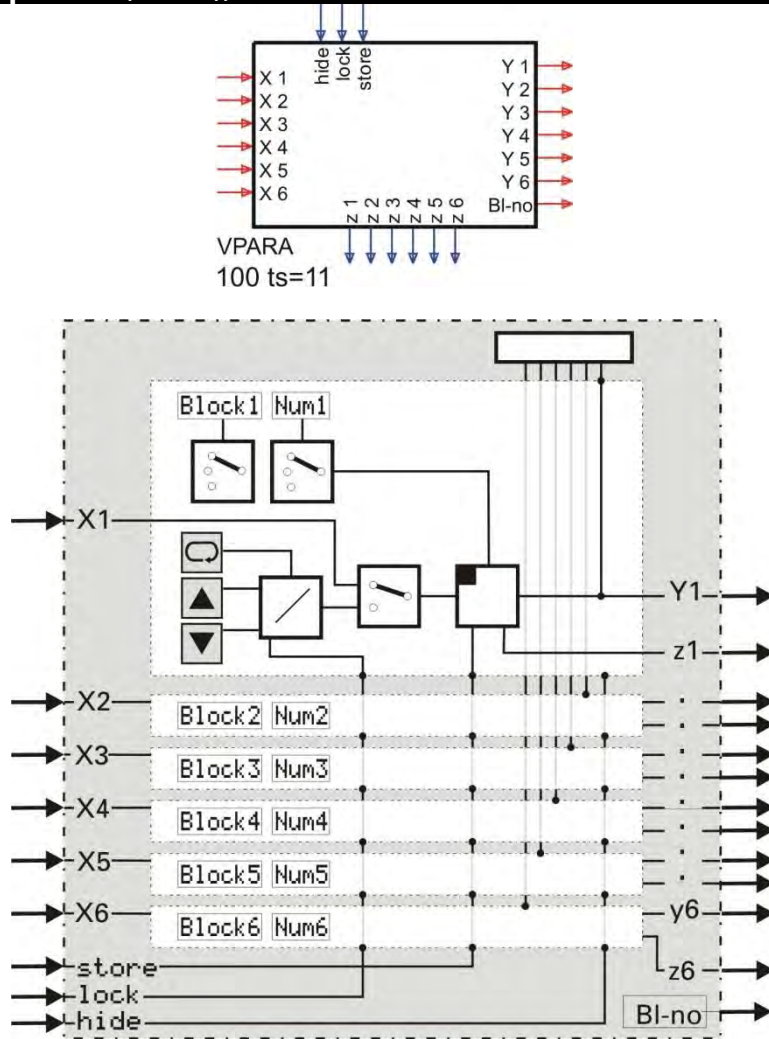 hide lock store
X 1 Y 1
X 2 Y 2
X 3 Y 3
X 4 Y 4
X 5 Y 5
X 6 Y 6
Bl-no
z 1 z 2 z 3 z 4 z 5 z 6
VPARA
100 ts=11
Block1 Num1
X1
Y1
z1
X2 Block2 Num2
X3 Block3 Num3
X4 Block4 Num4
X5 Block5 Num5
X6 Block6 Num6 y6
store z6
lock
hide Bl-no